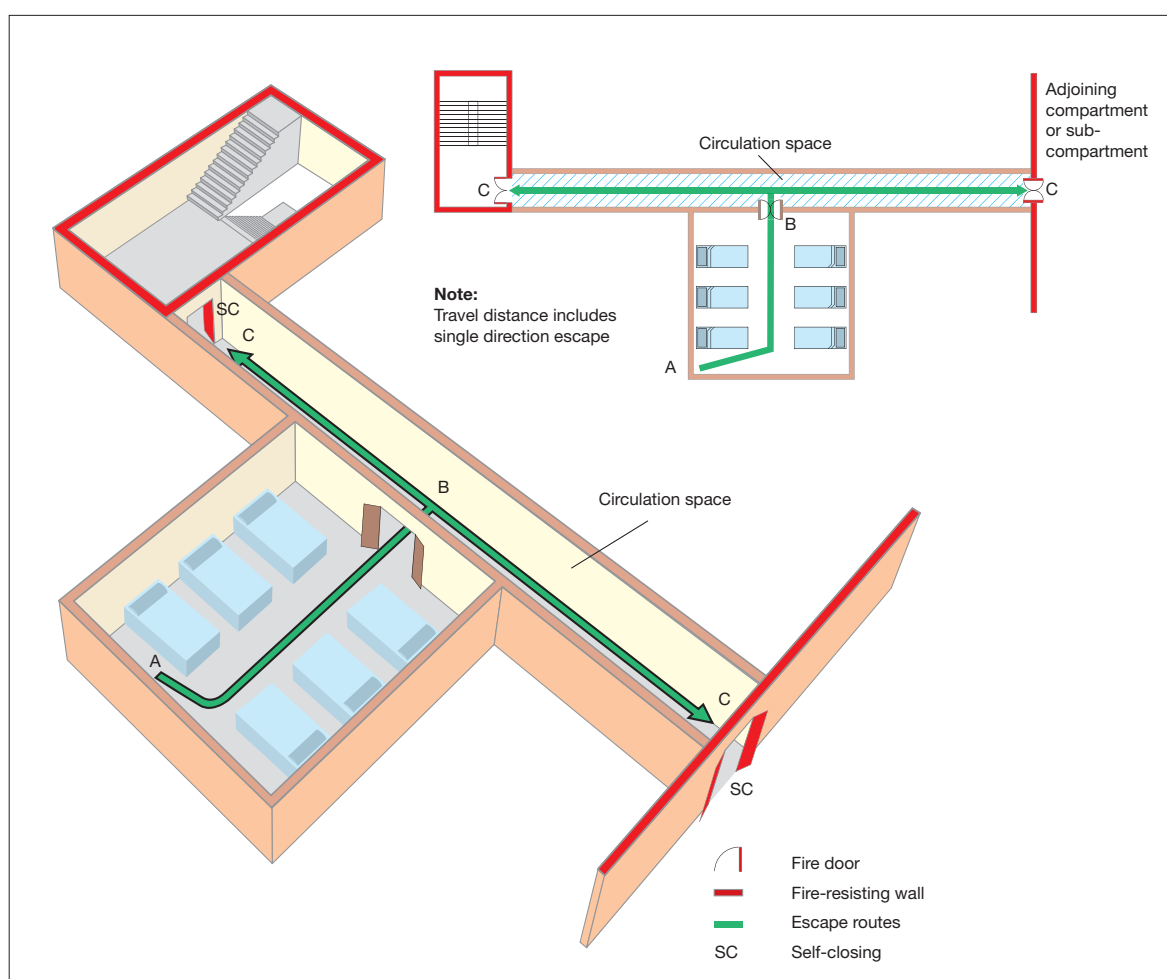 Adjoining
compartment
or sub-
compartment
Circulation space
C
C
B
Note:
Travel distance includes
single direction escape
A
SC
C
B
Circulation space
A
C
SC
Fire door
Fire-resisting wall
Escape routes
SC Self-closing